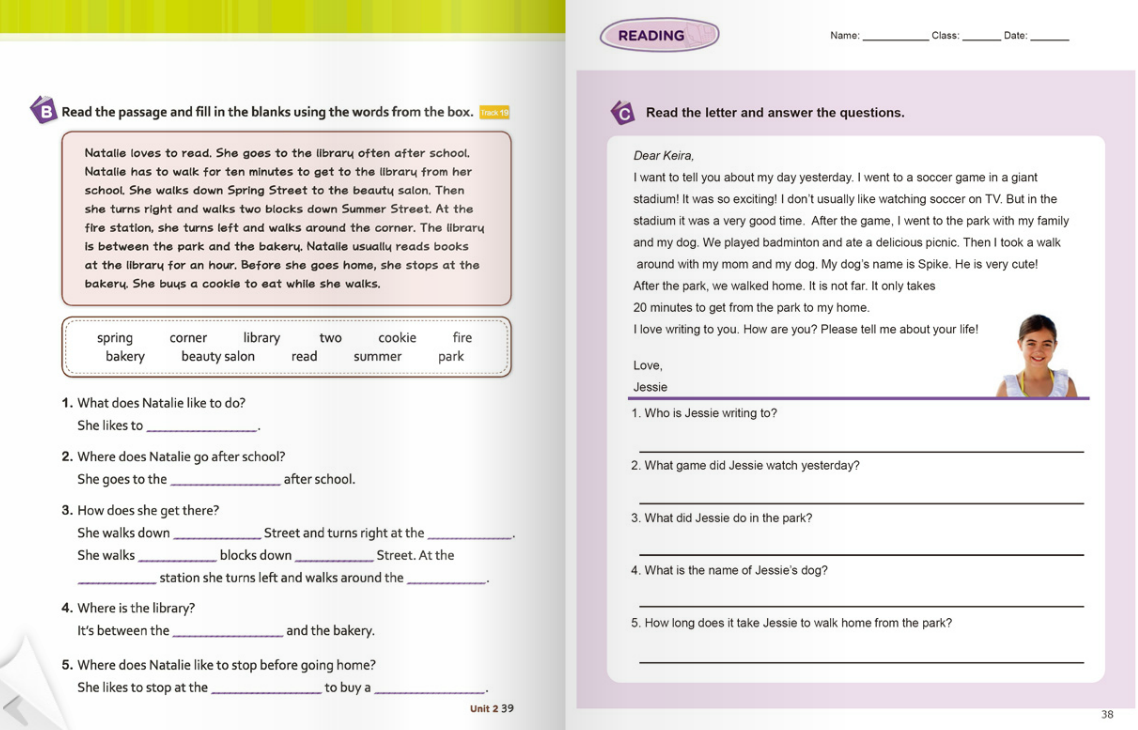 B Read the passage and fill in the blanks using the words from the box. Track 19
Natalie loves to read. She goes to the library often after school.
Natalie has to walk for ten minutes to get to the library from her
school. She walks down Spring Street to the beauty salon. Then
she turns right and walks two blocks down Summer Street. At the
fire station, she turns left and walks around the corner. The library
is between the park and the bakery. Natalie usually reads books
at the library for an hour. Before she goes home, she stops at the
bakery. She buys a cookie to eat while she walks.
spring corner library two cookie fire
bakery beauty salon read summer park
1. What does Natalie like to do?
She likes to ________________.
2. Where does Natalie go after school?
She goes to the ________________ after school.
3. How does she get there?
She walks down ____________ Street and turns right at the ____________.
She walks ____________ blocks down ____________ Street. At the
____________ station she turns left and walks around the ____________.
4. Where is the library?
It's between the ________________ and the bakery.
5. Where does Natalie like to stop before going home?
She likes to stop at the ________________ to buy a ________________.
Unit 2 39
READING
Name: ____________ Class: _______ Date: _______
C Read the letter and answer the questions.
Dear Keira,
I want to tell you about my day yesterday. I went to a soccer game in a giant
stadium! It was so exciting! I don't usually like watching soccer on TV. But in the
stadium it was a very good time. After the game, I went to the park with my family
and my dog. We played badminton and ate a delicious picnic. Then I took a walk
around with my mom and my dog. My dog's name is Spike. He is very cute!
After the park, we walked home. It is not far. It only takes
20 minutes to get from the park to my home.
I love writing to you. How are you? Please tell me about your life!
Love,
Jessie
1. Who is Jessie writing to?
2. What game did Jessie watch yesterday?
3. What did Jessie do in the park?
4. What is the name of Jessie's dog?
5. How long does it take Jessie to walk home from the park?
38